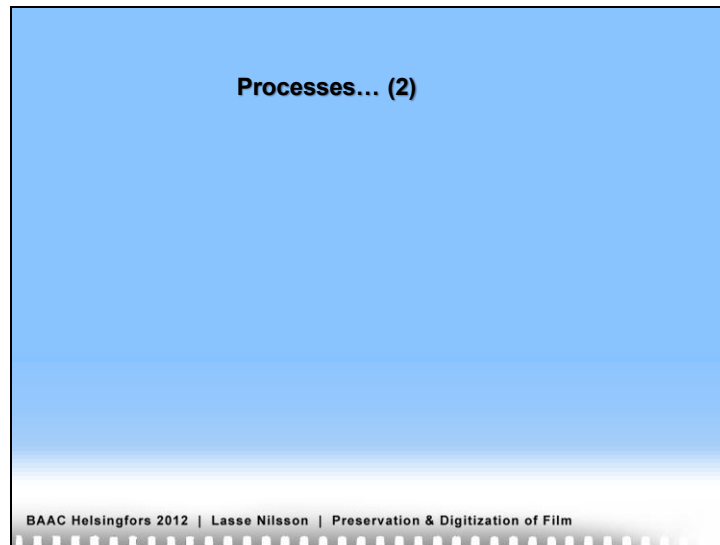 Processes… (2)
BAAC Helsingfors 2012 | Lasse Nilsson | Preservation & Digitization of Film